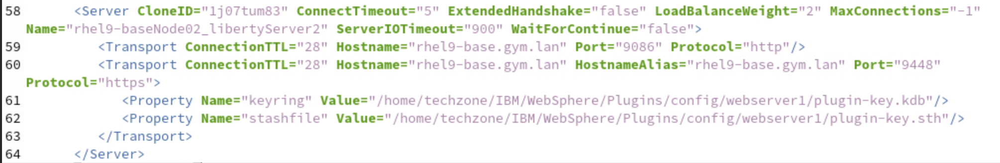 58 <Server CloneID="1j07tum83" ConnectTimeout="5" ExtendedHandshake="false" LoadBalanceWeight="2" MaxConnections="-1"
Name="rhel9-baseNode02_libertyServer2" ServerIOTimeout="900" WaitForContinue="false">
59 <Transport ConnectionTTL="28" Hostname="rhel9-base.gym.lan" Port="9086" Protocol="http"/>
60 <Transport ConnectionTTL="28" Hostname="rhel9-base.gym.lan" HostnameAlias="rhel9-base.gym.lan" Port="9448"
Protocol="https">
61 <Property Name="keyring" Value="/home/techzone/IBM/WebSphere/Plugins/config/webserver1/plugin-key.kdb"/>
62 <Property Name="stashfile" Value="/home/techzone/IBM/WebSphere/Plugins/config/webserver1/plugin-key.sth"/>
63 </Transport>
64 </Server>